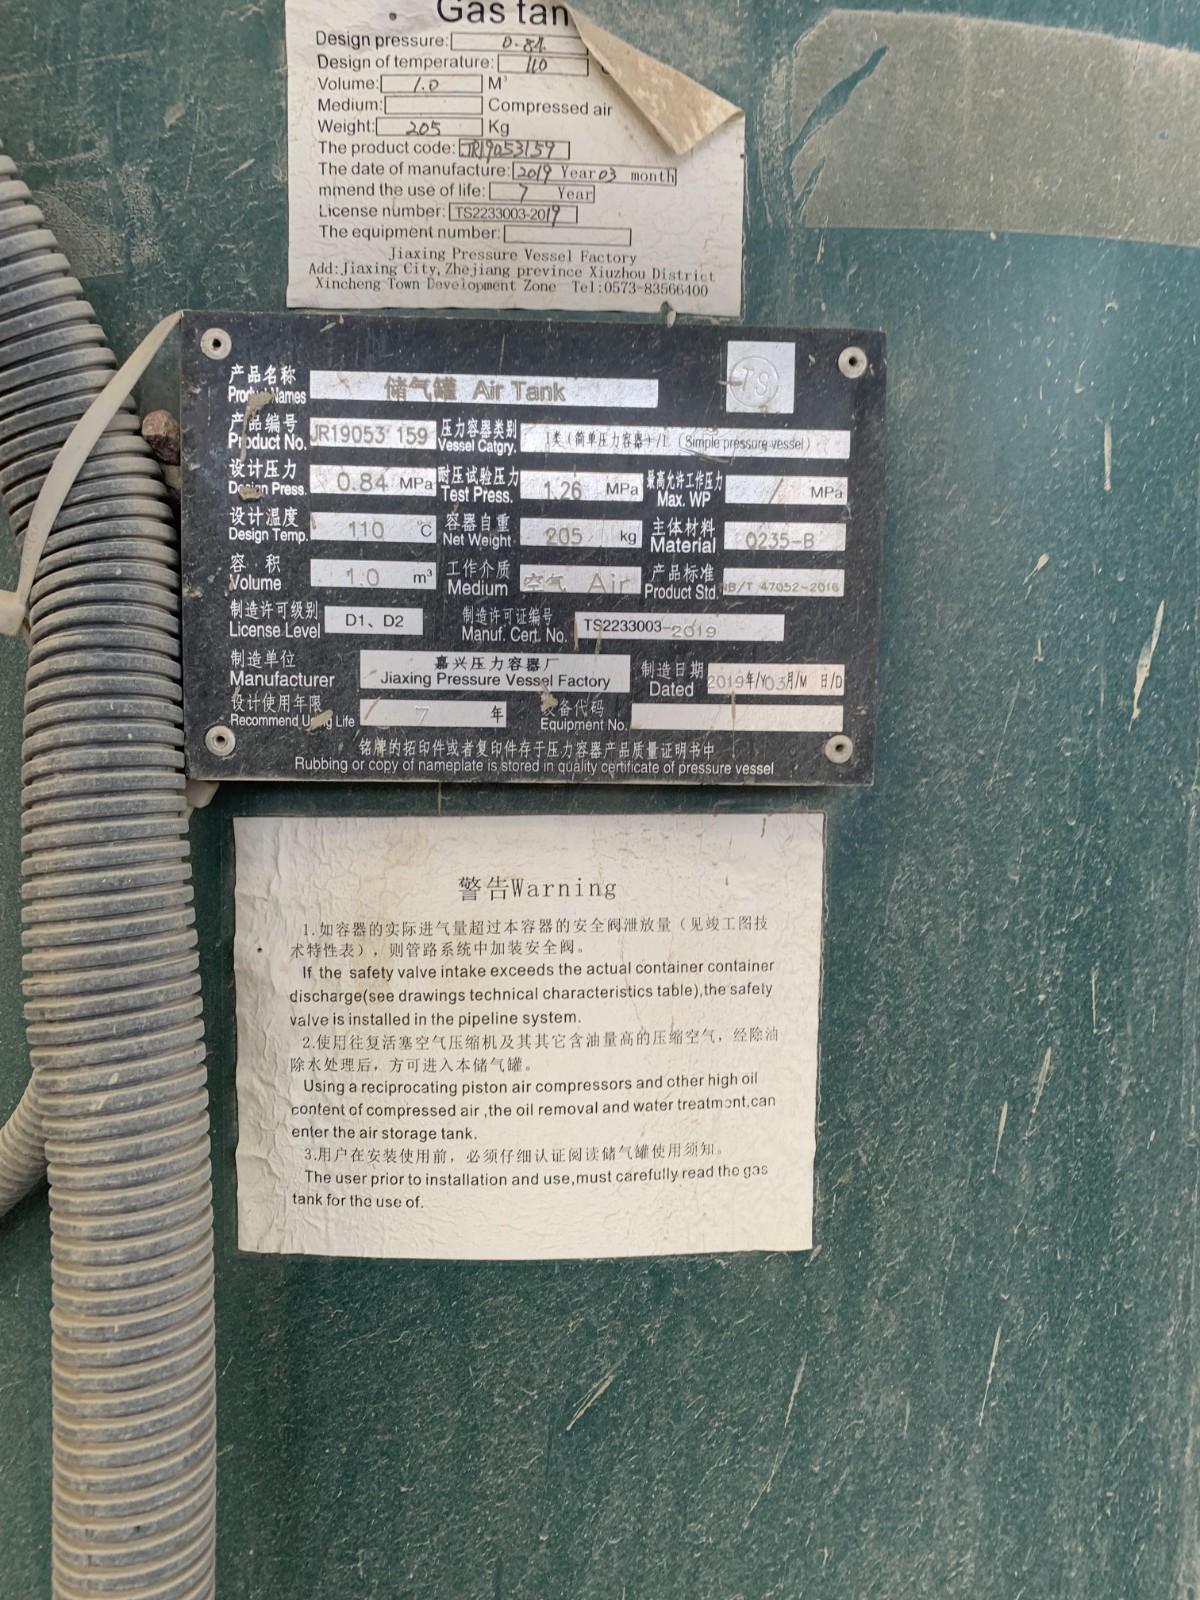 Gas tan
Design pressure: 0.84
Design of temperature: 110
Volume: 1.0 M³
Medium: Compressed air
Weight: 205 Kg
The product code: JR19053159
The date of manufacture: 2019 Year 03 month
mmend the use of life: 7 Year
License number: TS2233003-2019
The equipment number:
Jiaxing Pressure Vessel Factory
Add:Jiaxing City,Zhejiang prevince Xiuzhou District
Xincheng Town Development Zone Tel:0573-83566400
产品名称 储气罐 Air Tank TS
Product Names
产品编号 JR19053 159 压力容器类别 I类(简单压力容器)/I (Simple pressure vessel)
Product No. Vessel Catgry.
设计压力 0.84 MPa 耐压试验压力 1.26 MPa 最高允许工作压力 / MPa
Design Press. Test Press. Max. WP
设计温度 110 ℃ 容器自重 205 kg 主体材料 Q235-B
Design Temp. Net Weight Material
容 积 1.0 m³ 工作介质 空气 Air 产品标准 NB/T 47052-2016
Volume Medium Product Std.
制造许可级别 D1、D2 制造许可证编号 TS2233003-2019
License Level Manuf. Cert. No.
制造单位 嘉兴压力容器厂 制造日期 2019年/Y 03月/M 日/D
Manufacturer Jiaxing Pressure Vessel Factory Dated
设计使用年限 7 年 设备代码
Recommend Using Life Equipment No.
铭牌的拓印件或者复印件存于压力容器产品质量证明书中
Rubbing or copy of nameplate is stored in quality certificate of pressure vessel
警告Warning
1.如容器的实际进气量超过本容器的安全阀泄放量（见竣工图技
术特性表），则管路系统中加装安全阀。
If the safety valve intake exceeds the actual container container
discharge(see drawings technical characteristics table),the safety
valve is installed in the pipeline system.
2.使用往复活塞空气压缩机及其其它含油量高的压缩空气，经除油
除水处理后，方可进入本储气罐。
Using a reciprocating piston air compressors and other high oil
content of compressed air ,the oil removal and water treatment,can
enter the air storage tank.
3.用户在安装使用前，必须仔细认证阅读储气罐使用须知。
The user prior to installation and use,must carefully read the gas
tank for the use of.